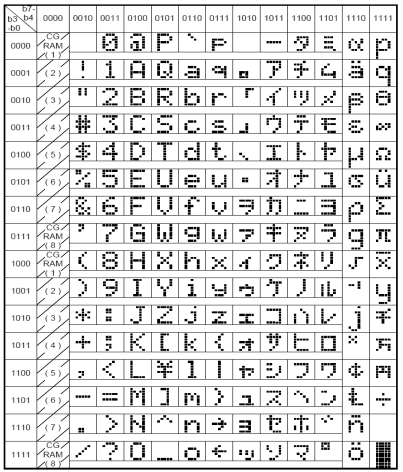 b7-b4 b3-b0 0000 0010 0011 0100 0101 0110 0111 1010 1011 1100 1101 1110 1111
0000 CG RAM (1) 0 @ P ` p ー タ ミ α p
0001 (2) ! 1 A Q a q 。 ア チ ム ä q
0010 (3) " 2 B R b r 「 イ ツ メ β θ
0011 (4) # 3 C S c s 」 ウ テ モ ε ∞
0100 (5) $ 4 D T d t 、 エ ト ヤ μ Ω
0101 (6) % 5 E U e u ・ オ ナ ユ σ ü
0110 (7) & 6 F V f v ヲ カ ニ ヨ ρ Σ
0111 CG RAM (8) ' 7 G W g w ァ キ ヌ ラ g π
1000 CG RAM (1) ( 8 H X h x ィ ク ネ リ √ x̄
1001 (2) ) 9 I Y i y ゥ ケ ノ ル ⁻¹ y
1010 (3) * : J Z j z ェ コ ハ レ j 千
1011 (4) + ; K [ k { ォ サ ヒ ロ ˣ 万
1100 (5) , < L ¥ l | ャ シ フ ワ ¢ 円
1101 (6) - = M ] m } ュ ス ヘ ン Ł ÷
1110 (7) . > N ^ n → ョ セ ホ ゛ ñ
1111 CG RAM (8) / ? O _ o ← ッ ソ マ ゜ ö █